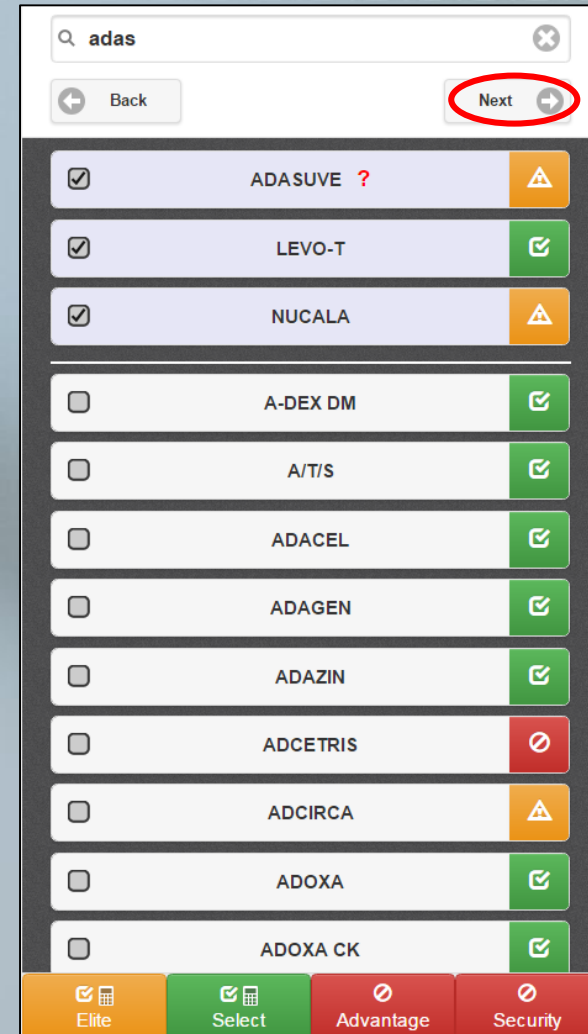 adas
Back Next
ADASUVE ?
LEVO-T
NUCALA
A-DEX DM
A/T/S
ADACEL
ADAGEN
ADAZIN
ADCETRIS
ADCIRCA
ADOXA
ADOXA CK
Elite Select Advantage Security